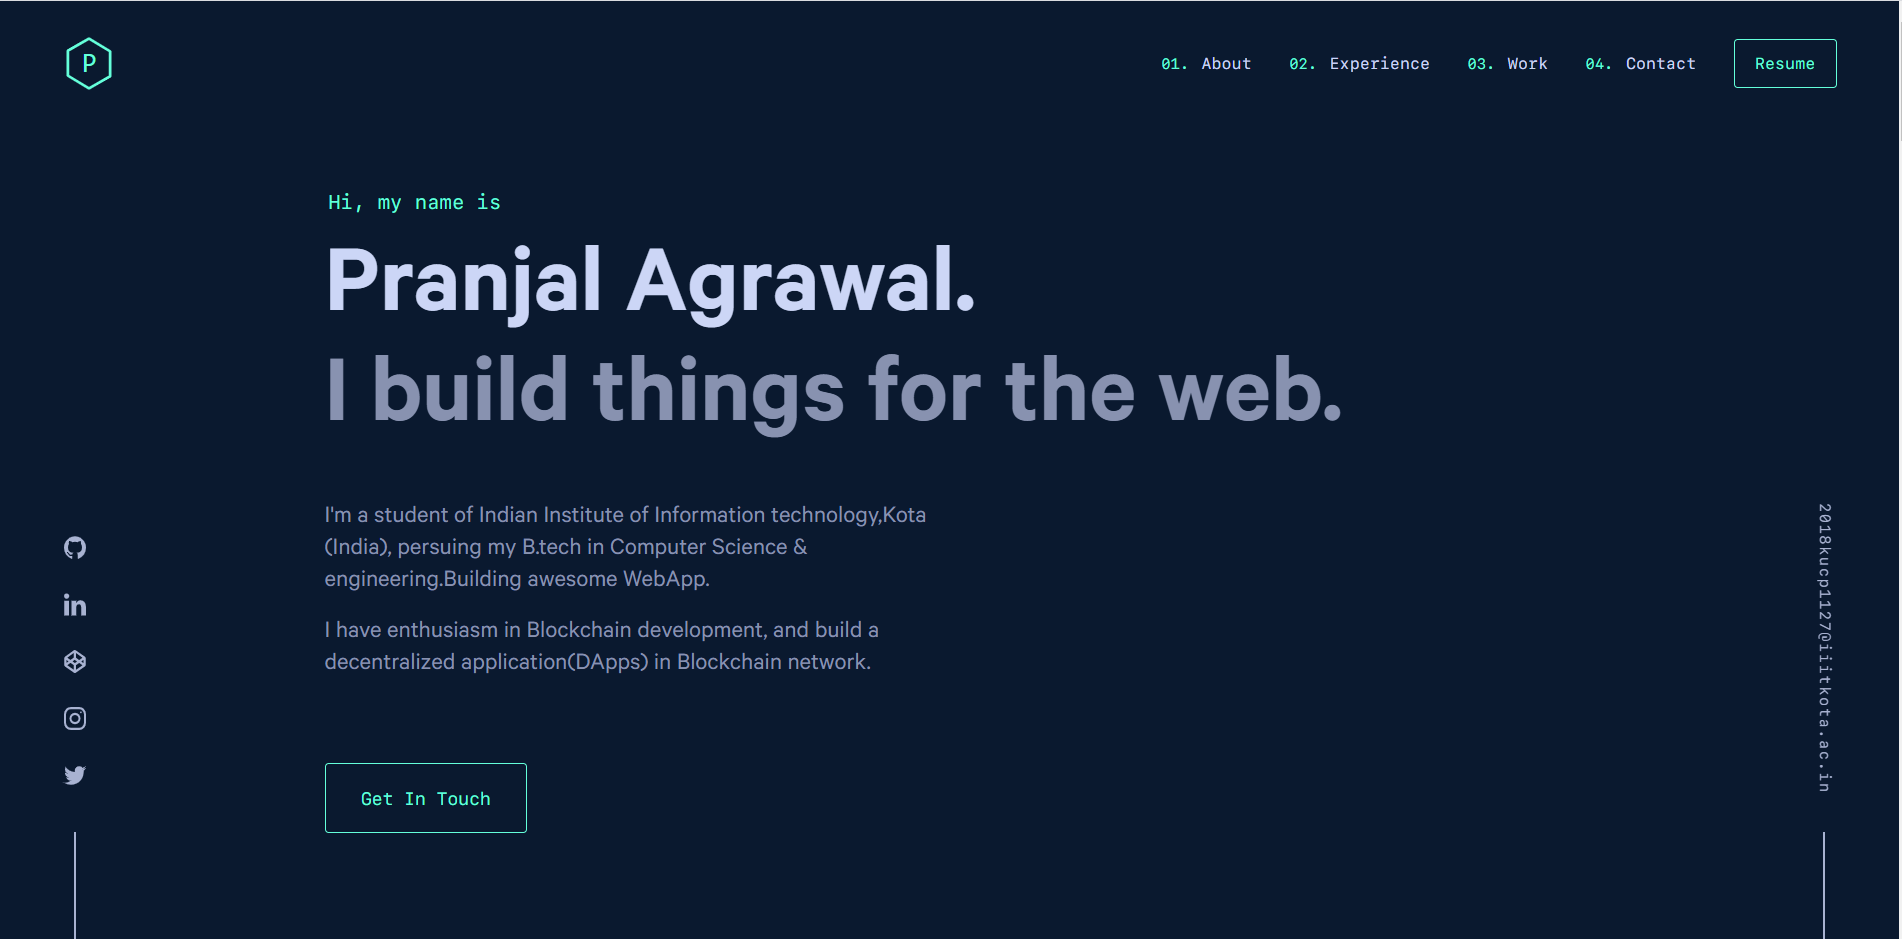 P
01. About 02. Experience 03. Work 04. Contact Resume
Hi, my name is
Pranjal Agrawal.
I build things for the web.
I'm a student of Indian Institute of Information technology,Kota
(India), persuing my B.tech in Computer Science &
engineering.Building awesome WebApp.
I have enthusiasm in Blockchain development, and build a
decentralized application(DApps) in Blockchain network.
Get In Touch
in
2018kucp1127@iiitkota.ac.in